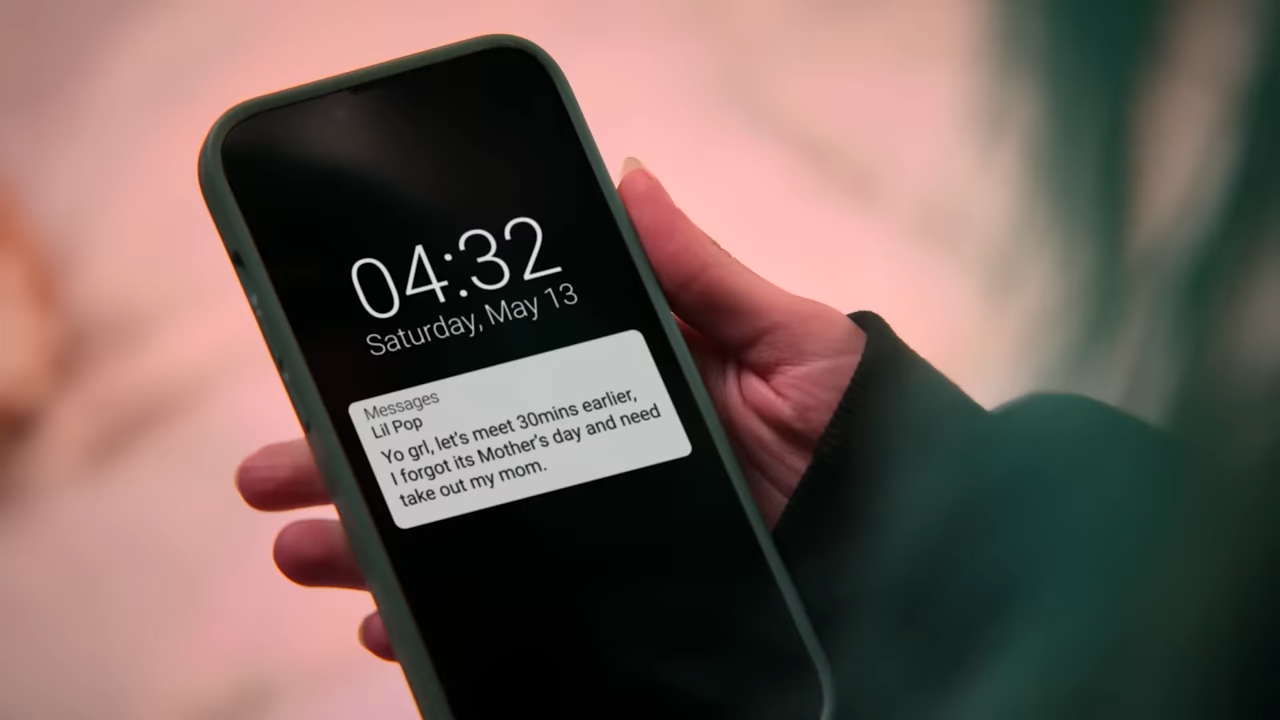 04:32
Saturday, May 13
Messages
Lil Pop
Yo grl, let's meet 30mins earlier,
I forgot its Mother's day and need
take out my mom.